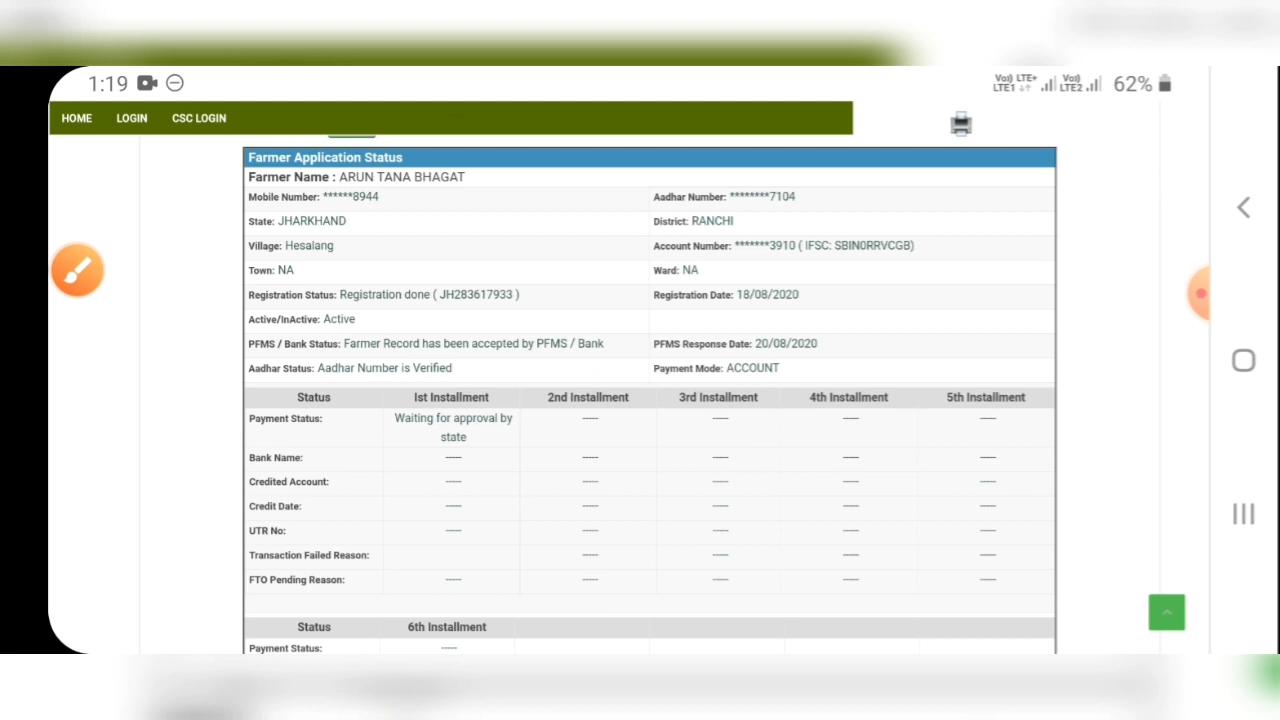 1:19 Vo) LTE+ LTE1 Vo) LTE2 62%
HOME LOGIN CSC LOGIN
Farmer Application Status
Farmer Name : ARUN TANA BHAGAT
Mobile Number: ******8944 Aadhar Number: ********7104
State: JHARKHAND District: RANCHI
Village: Hesalang Account Number: *******3910 ( IFSC: SBIN0RRVCGB)
Town: NA Ward: NA
Registration Status: Registration done ( JH283617933 ) Registration Date: 18/08/2020
Active/InActive: Active
PFMS / Bank Status: Farmer Record has been accepted by PFMS / Bank PFMS Response Date: 20/08/2020
Aadhar Status: Aadhar Number is Verified Payment Mode: ACCOUNT
Status Ist Installment 2nd Installment 3rd Installment 4th Installment 5th Installment
Payment Status: Waiting for approval by state ----- ----- ----- -----
Bank Name: ----- ----- ----- ----- -----
Credited Account: ----- ----- ----- ----- -----
Credit Date: ----- ----- ----- ----- -----
UTR No: ----- ----- ----- ----- -----
Transaction Failed Reason: ----- ----- ----- -----
FTO Pending Reason: ----- ----- ----- ----- -----
Status 6th Installment
Payment Status: -----